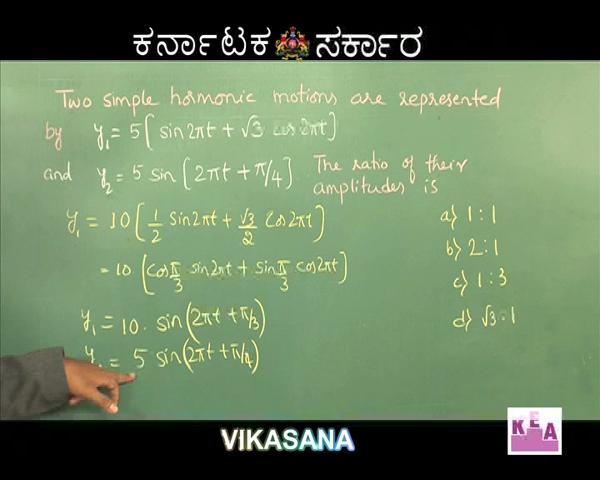 ಕರ್ನಾಟಕ ಸರ್ಕಾರ
Two simple hormonic motions are represented
by y₁ = 5 [ sin 2πt + √3 cos 2πt ]
and y₂ = 5 sin [ 2πt + π/4 ]. The ratio of their
amplitudes is
y₁ = 10 [ 1/2 sin 2πt + √3/2 cos 2πt ]
= 10 ( cos π/3 sin 2πt + sin π/3 cos 2πt )
y₁ = 10. sin ( 2πt + π/3 )
= 5 sin ( 2πt + π/4 )
a) 1 : 1
b) 2 : 1
c) 1 : 3
d) √3 : 1
VIKASANA
KEA